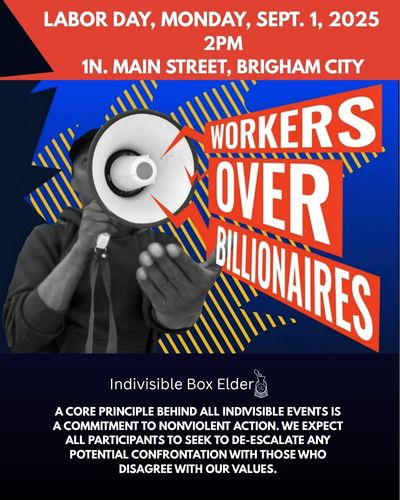 LABOR DAY, MONDAY, SEPT. 1, 2025
2PM
1N. MAIN STREET, BRIGHAM CITY
WORKERS
OVER
BILLIONAIRES
Indivisible Box Elder
A CORE PRINCIPLE BEHIND ALL INDIVISIBLE EVENTS IS
A COMMITMENT TO NONVIOLENT ACTION. WE EXPECT
ALL PARTICIPANTS TO SEEK TO DE-ESCALATE ANY
POTENTIAL CONFRONTATION WITH THOSE WHO
DISAGREE WITH OUR VALUES.